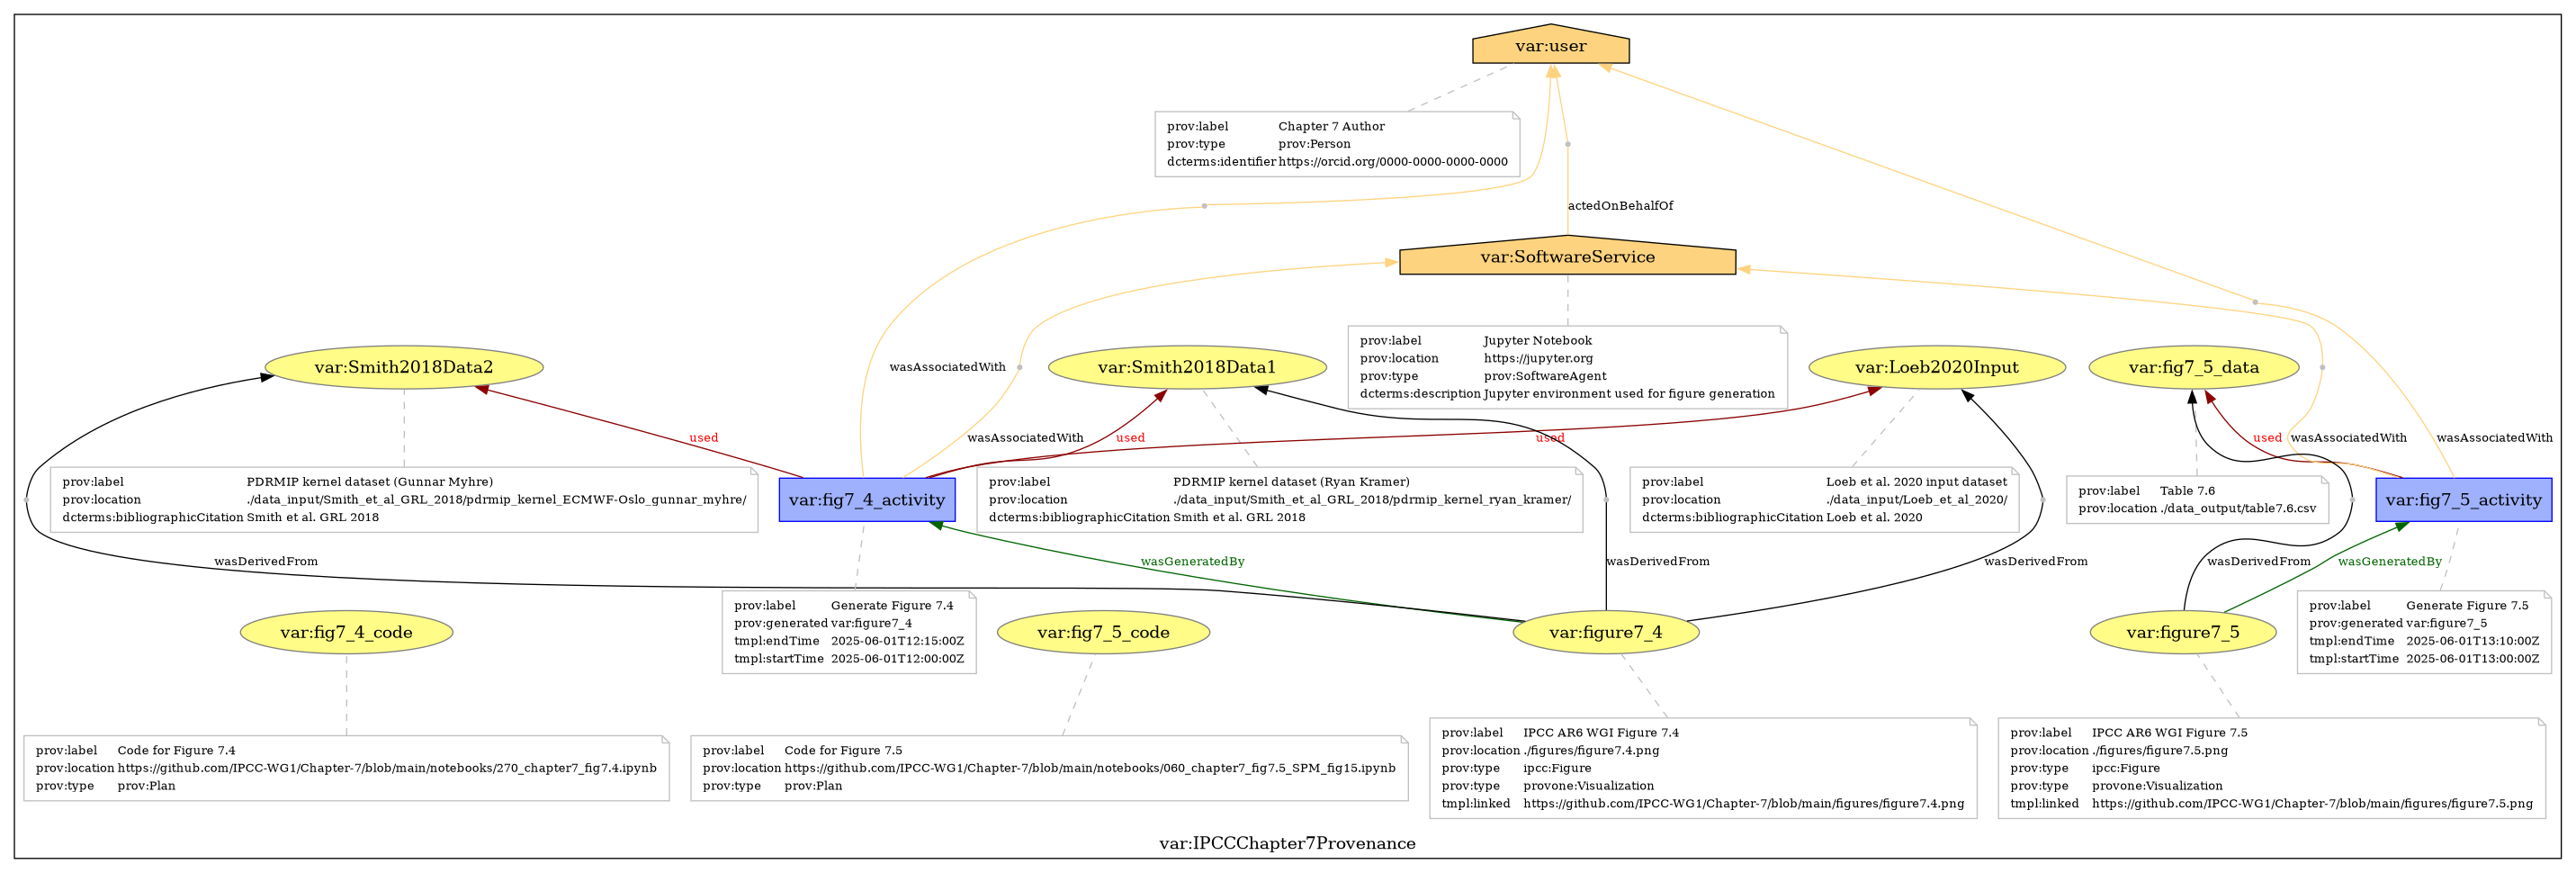 var:user
prov:label Chapter 7 Author
prov:type prov:Person
dcterms:identifier https://orcid.org/0000-0000-0000-0000
actedOnBehalfOf
var:SoftwareService
prov:label Jupyter Notebook
prov:location https://jupyter.org
prov:type prov:SoftwareAgent
dcterms:description Jupyter environment used for figure generation
var:Smith2018Data2
wasAssociatedWith
var:Smith2018Data1
var:Loeb2020Input
var:fig7_5_data
used
wasAssociatedWith
used
used
used
wasAssociatedWith
wasAssociatedWith
prov:label PDRMIP kernel dataset (Gunnar Myhre)
prov:location ./data_input/Smith_et_al_GRL_2018/pdrmip_kernel_ECMWF-Oslo_gunnar_myhre/
dcterms:bibliographicCitation Smith et al. GRL 2018
var:fig7_4_activity
prov:label PDRMIP kernel dataset (Ryan Kramer)
prov:location ./data_input/Smith_et_al_GRL_2018/pdrmip_kernel_ryan_kramer/
dcterms:bibliographicCitation Smith et al. GRL 2018
prov:label Loeb et al. 2020 input dataset
prov:location ./data_input/Loeb_et_al_2020/
dcterms:bibliographicCitation Loeb et al. 2020
prov:label Table 7.6
prov:location ./data_output/table7.6.csv
var:fig7_5_activity
wasDerivedFrom
wasGeneratedBy
wasDerivedFrom
wasDerivedFrom
wasDerivedFrom
wasGeneratedBy
var:fig7_4_code
prov:label Generate Figure 7.4
prov:generated var:figure7_4
tmpl:endTime 2025-06-01T12:15:00Z
tmpl:startTime 2025-06-01T12:00:00Z
var:fig7_5_code
var:figure7_4
var:figure7_5
prov:label Generate Figure 7.5
prov:generated var:figure7_5
tmpl:endTime 2025-06-01T13:10:00Z
tmpl:startTime 2025-06-01T13:00:00Z
prov:label Code for Figure 7.4
prov:location https://github.com/IPCC-WG1/Chapter-7/blob/main/notebooks/270_chapter7_fig7.4.ipynb
prov:type prov:Plan
prov:label Code for Figure 7.5
prov:location https://github.com/IPCC-WG1/Chapter-7/blob/main/notebooks/060_chapter7_fig7.5_SPM_fig15.ipynb
prov:type prov:Plan
prov:label IPCC AR6 WGI Figure 7.4
prov:location ./figures/figure7.4.png
prov:type ipcc:Figure
prov:type provone:Visualization
tmpl:linked https://github.com/IPCC-WG1/Chapter-7/blob/main/figures/figure7.4.png
prov:label IPCC AR6 WGI Figure 7.5
prov:location ./figures/figure7.5.png
prov:type ipcc:Figure
prov:type provone:Visualization
tmpl:linked https://github.com/IPCC-WG1/Chapter-7/blob/main/figures/figure7.5.png
var:IPCCChapter7Provenance